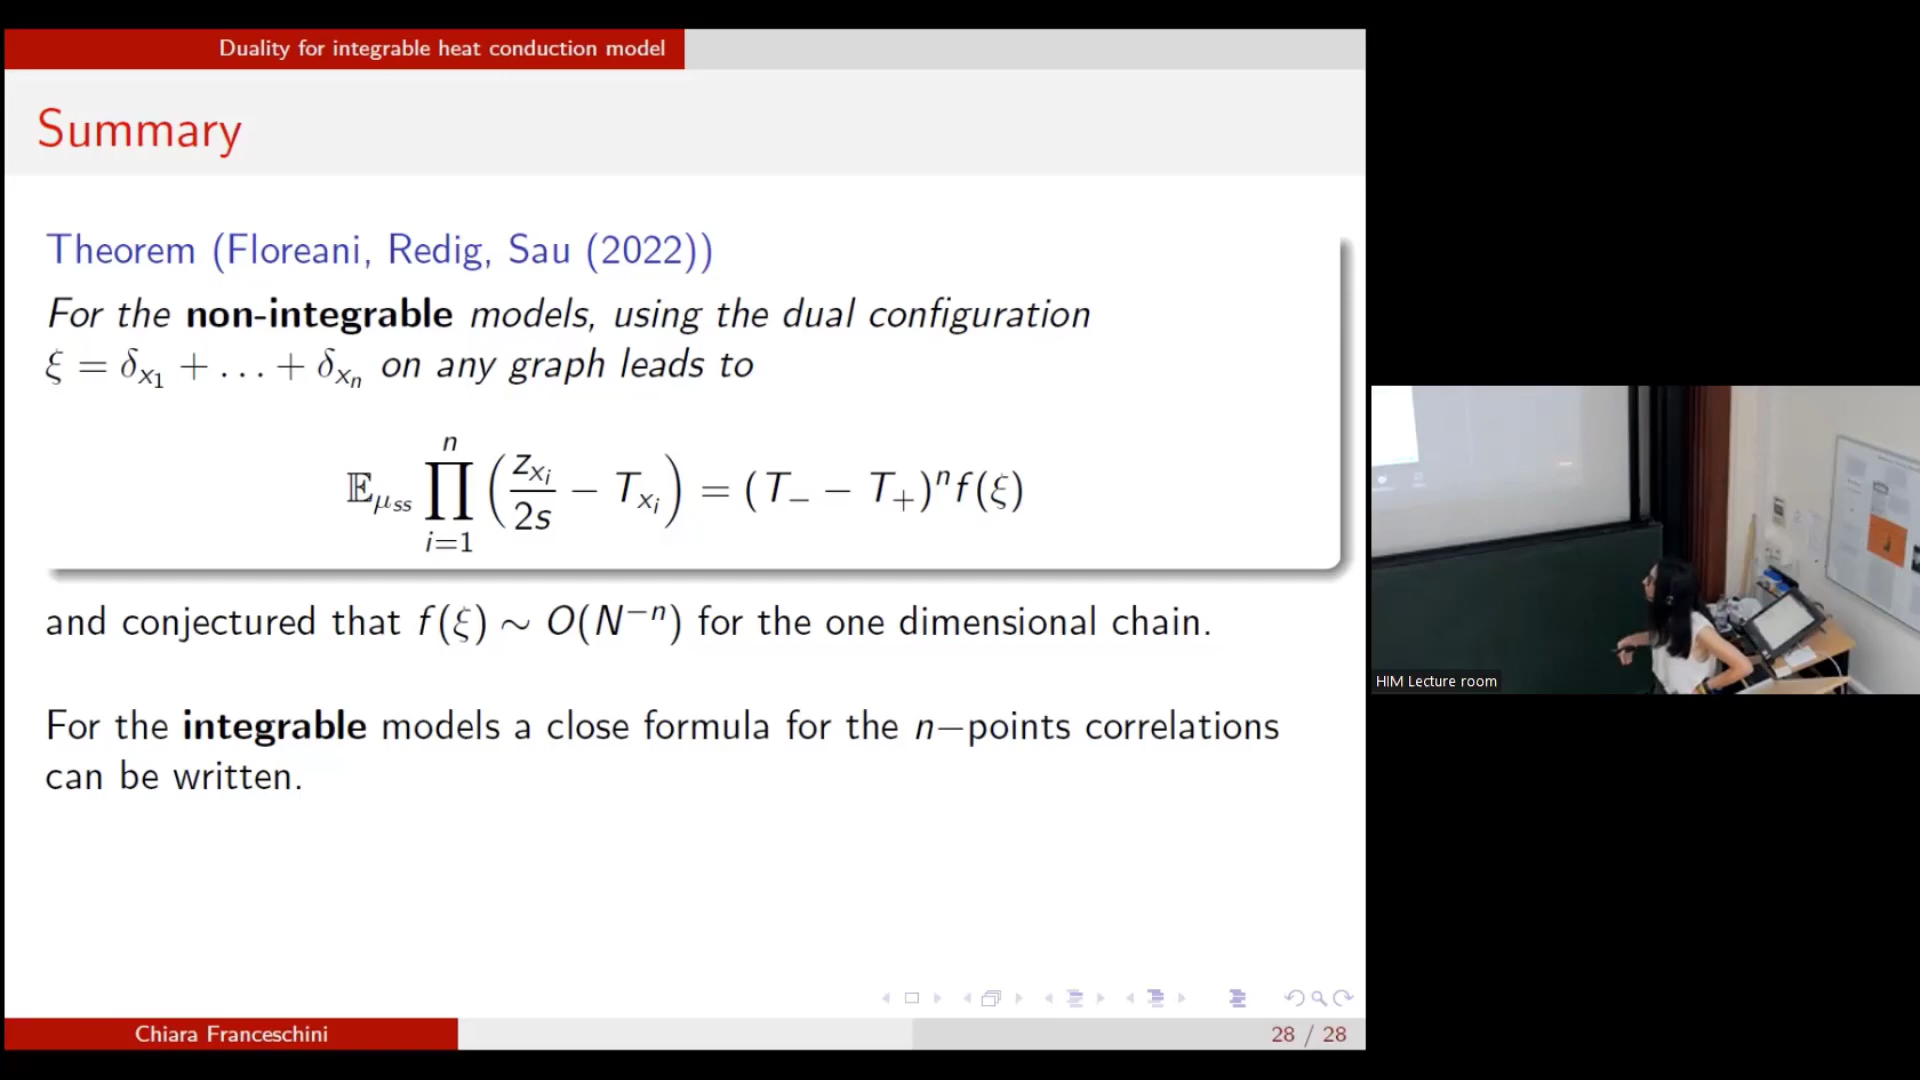 Duality for integrable heat conduction model
Summary
Theorem (Floreani, Redig, Sau (2022))
For the non-integrable models, using the dual configuration
ξ = δ_{x_1} + … + δ_{x_n} on any graph leads to
𝔼_{μ_{ss}} ∏_{i=1}^{n} ( z_{x_i} / 2s − T_{x_i} ) = (T_− − T_+)^n f(ξ)
and conjectured that f(ξ) ∼ O(N^{−n}) for the one dimensional chain.
For the integrable models a close formula for the n−points correlations
can be written.
Chiara Franceschini
28 / 28
HIM Lecture room